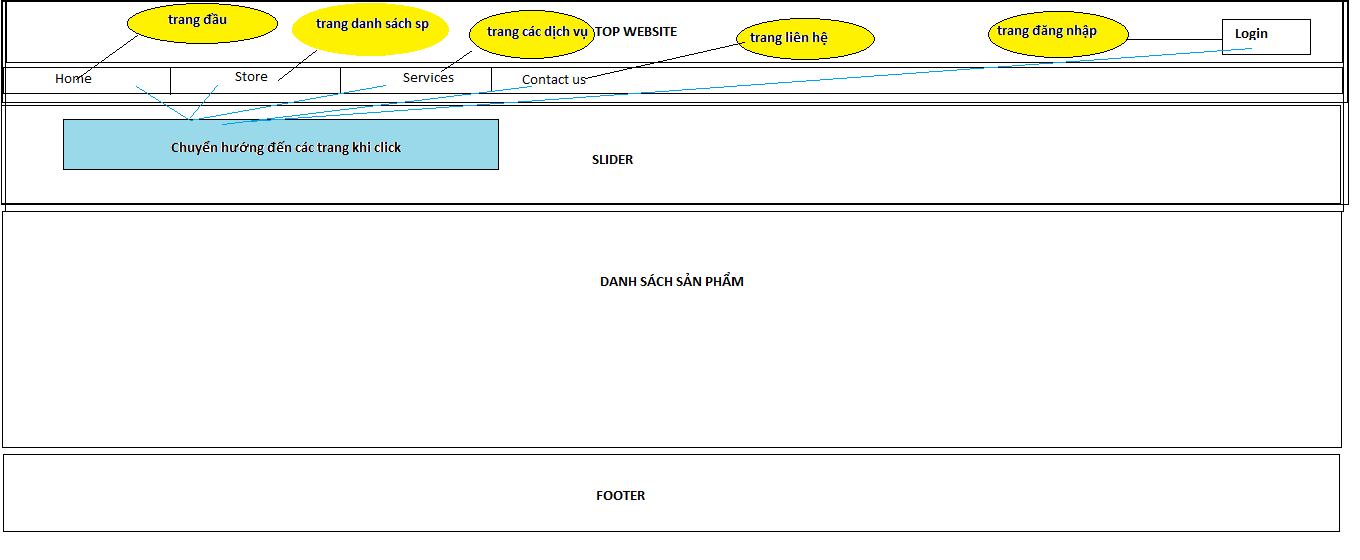 trang đầu
trang danh sách sp
trang các dịch vụ
TOP WEBSITE
trang liên hệ
trang đăng nhập
Login
Home
Store
Services
Contact us
Chuyển hướng đến các trang khi click
SLIDER
DANH SÁCH SẢN PHẨM
FOOTER